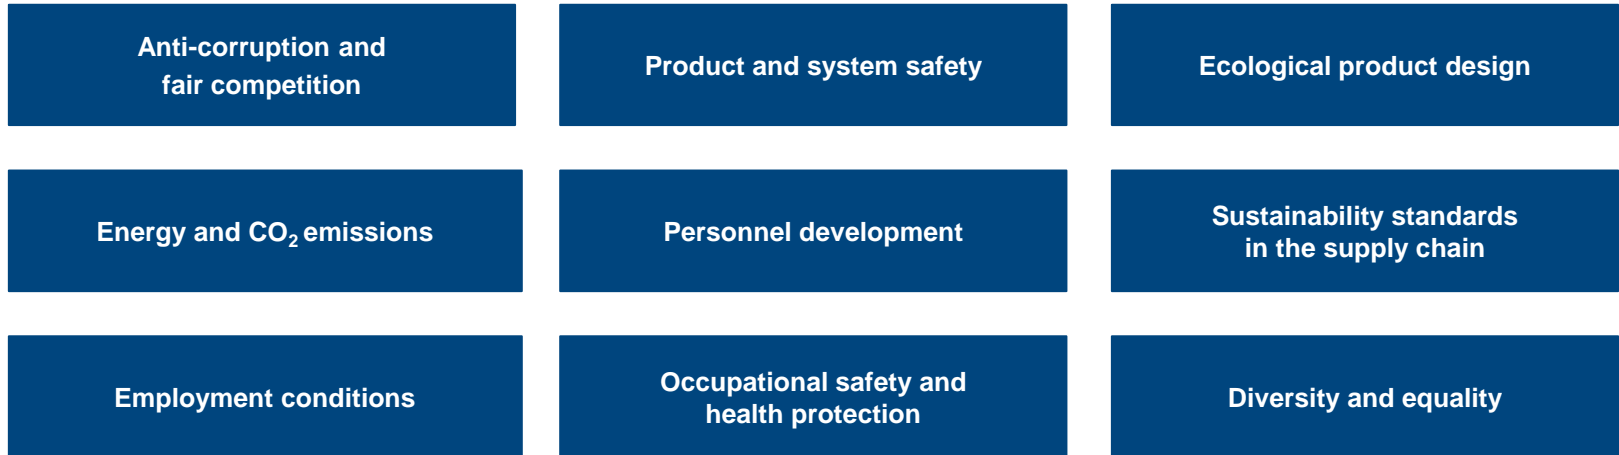 Anti-corruption and
fair competition
Product and system safety
Ecological product design
Energy and CO₂ emissions
Personnel development
Sustainability standards
in the supply chain
Employment conditions
Occupational safety and
health protection
Diversity and equality